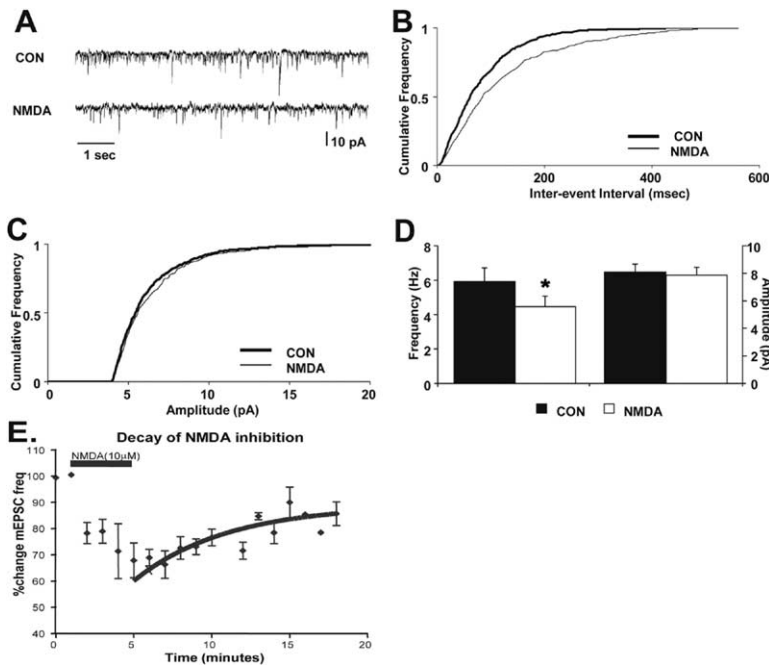 A
CON
NMDA
1 sec
10 pA
B
Cumulative Frequency
1
0.5
0
0
200
400
600
CON
NMDA
Inter-event Interval (msec)
C
Cumulative Frequency
1
0.5
0
0
5
10
15
20
CON
NMDA
Amplitude (pA)
D
Frequency (Hz)
8
6
4
2
0
*
10
8
6
4
2
0
Amplitude (pA)
CON NMDA
E.
Decay of NMDA inhibition
NMDA(10µM)
%change mEPSC freq
110
100
90
80
70
60
50
40
0
5
10
15
20
Time (minutes)